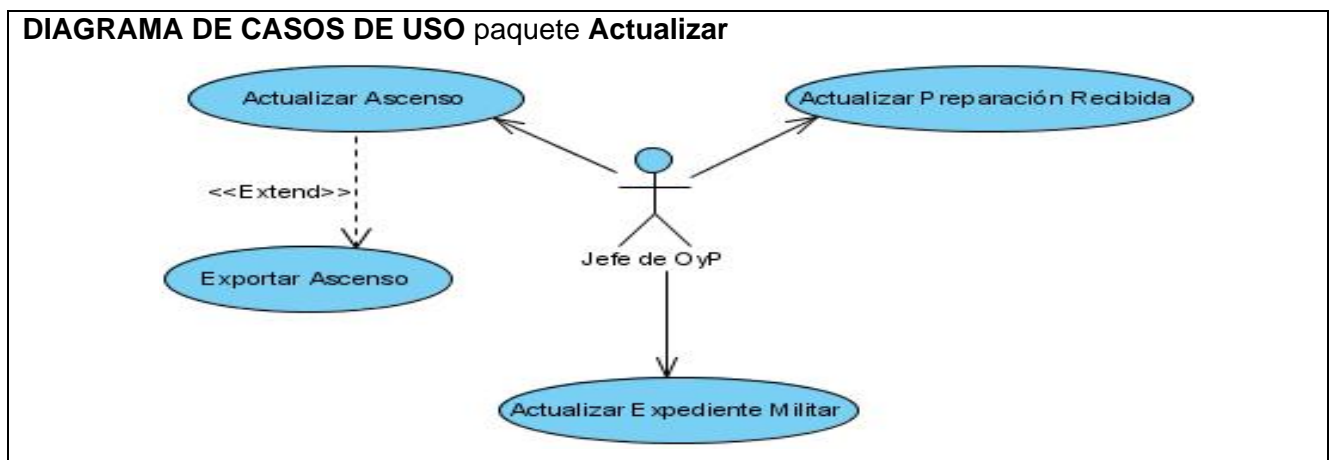 DIAGRAMA DE CASOS DE USO paquete Actualizar
Actualizar Ascenso
Actualizar Preparación Recibida
<<Extend>>
Jefe de OyP
Exportar Ascenso
Actualizar Expediente Militar